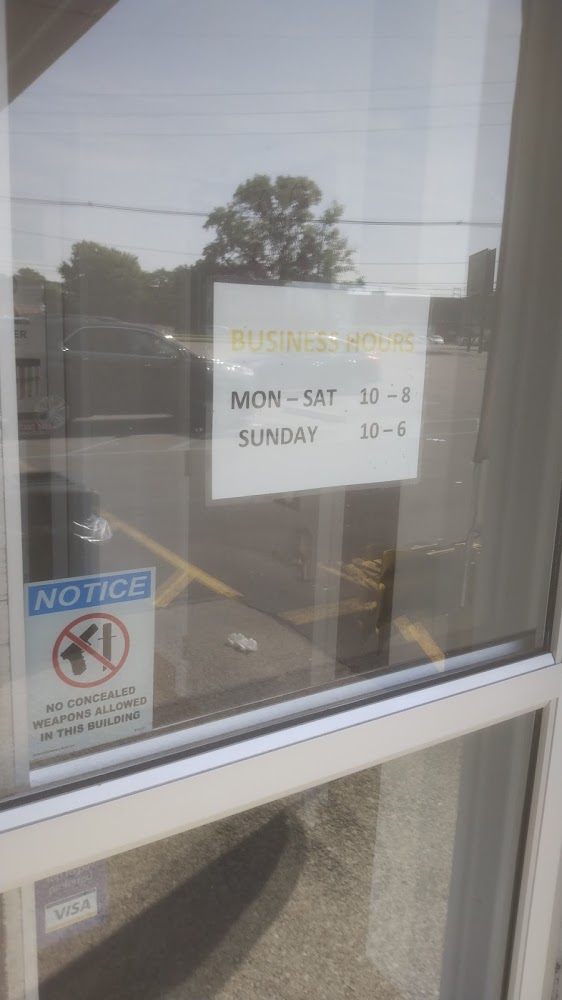 BUSINESS HOURS
MON – SAT 10 – 8
SUNDAY 10 – 6
NOTICE
NO CONCEALED
WEAPONS ALLOWED
IN THIS BUILDING
VISA